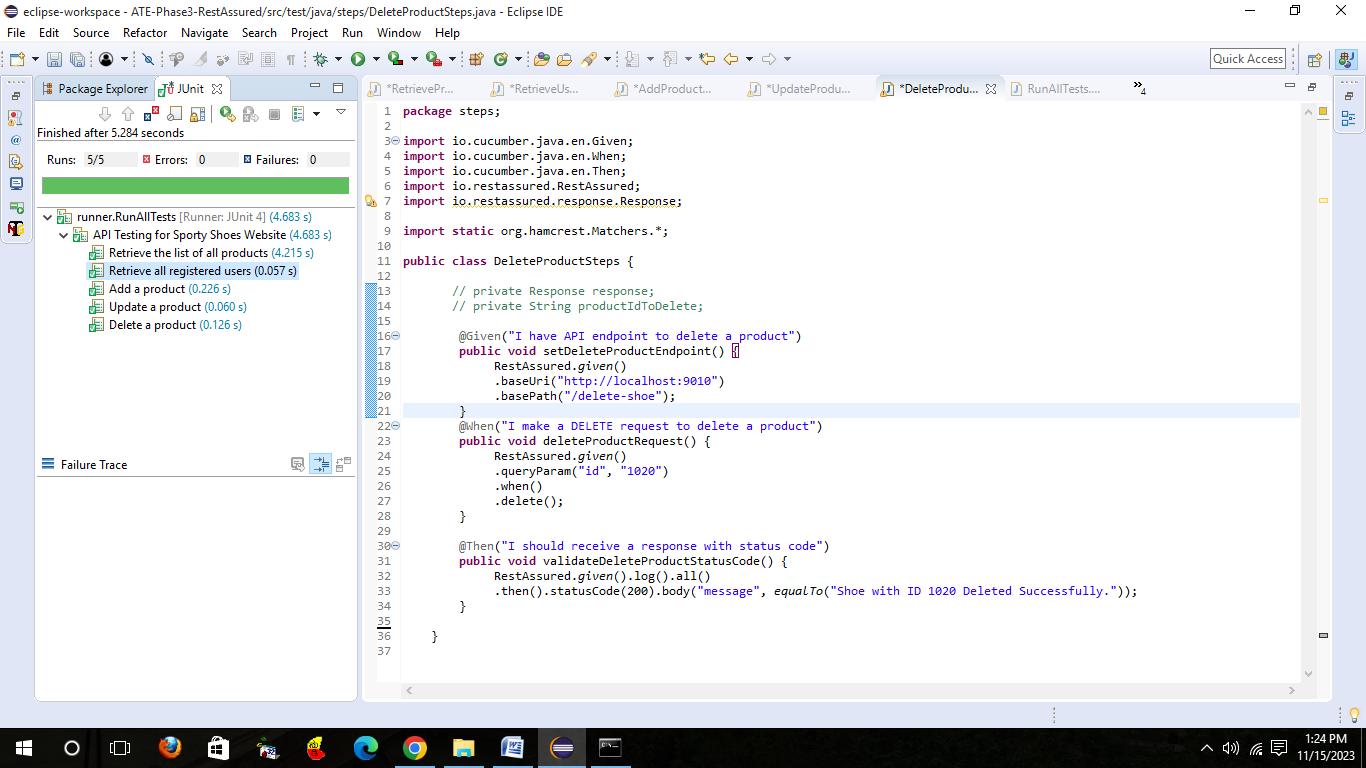 eclipse-workspace - ATE-Phase3-RestAssured/src/test/java/steps/DeleteProductSteps.java - Eclipse IDE
File Edit Source Refactor Navigate Search Project Run Window Help
Quick Access
Package Explorer JUnit
*RetrievePr... *RetrieveUs... *AddProduct... *UpdateProdu... *DeleteProdu... RunAllTests.... »4
Finished after 5.284 seconds
Runs: 5/5 Errors: 0 Failures: 0
runner.RunAllTests [Runner: JUnit 4] (4.683 s)
API Testing for Sporty Shoes Website (4.683 s)
Retrieve the list of all products (4.215 s)
Retrieve all registered users (0.057 s)
Add a product (0.226 s)
Update a product (0.060 s)
Delete a product (0.126 s)
Failure Trace
1 package steps;
2
3 import io.cucumber.java.en.Given;
4 import io.cucumber.java.en.When;
5 import io.cucumber.java.en.Then;
6 import io.restassured.RestAssured;
7 import io.restassured.response.Response;
8
9 import static org.hamcrest.Matchers.*;
10
11 public class DeleteProductSteps {
12
13 // private Response response;
14 // private String productIdToDelete;
15
16 @Given("I have API endpoint to delete a product")
17 public void setDeleteProductEndpoint() {
18 RestAssured.given()
19 .baseUri("http://localhost:9010")
20 .basePath("/delete-shoe");
21 }
22 @When("I make a DELETE request to delete a product")
23 public void deleteProductRequest() {
24 RestAssured.given()
25 .queryParam("id", "1020")
26 .when()
27 .delete();
28 }
29
30 @Then("I should receive a response with status code")
31 public void validateDeleteProductStatusCode() {
32 RestAssured.given().log().all()
33 .then().statusCode(200).body("message", equalTo("Shoe with ID 1020 Deleted Successfully."));
34 }
35
36 }
37
1:24 PM
11/15/2023